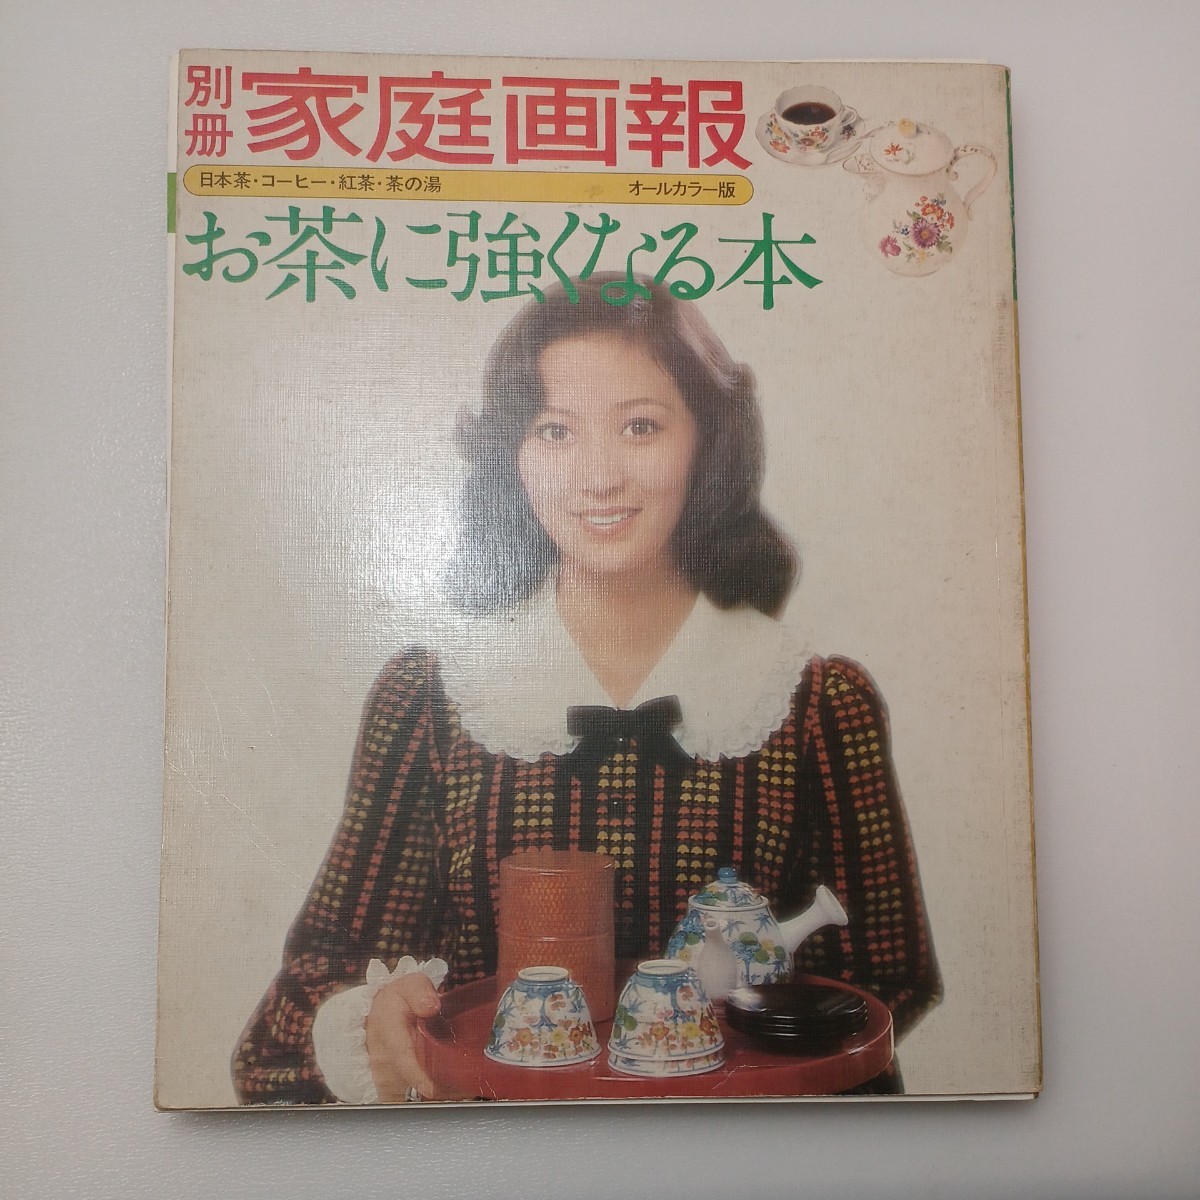 別冊
家庭画報
日本茶・コーヒー・紅茶・茶の湯
オールカラー版
お茶に強くなる本